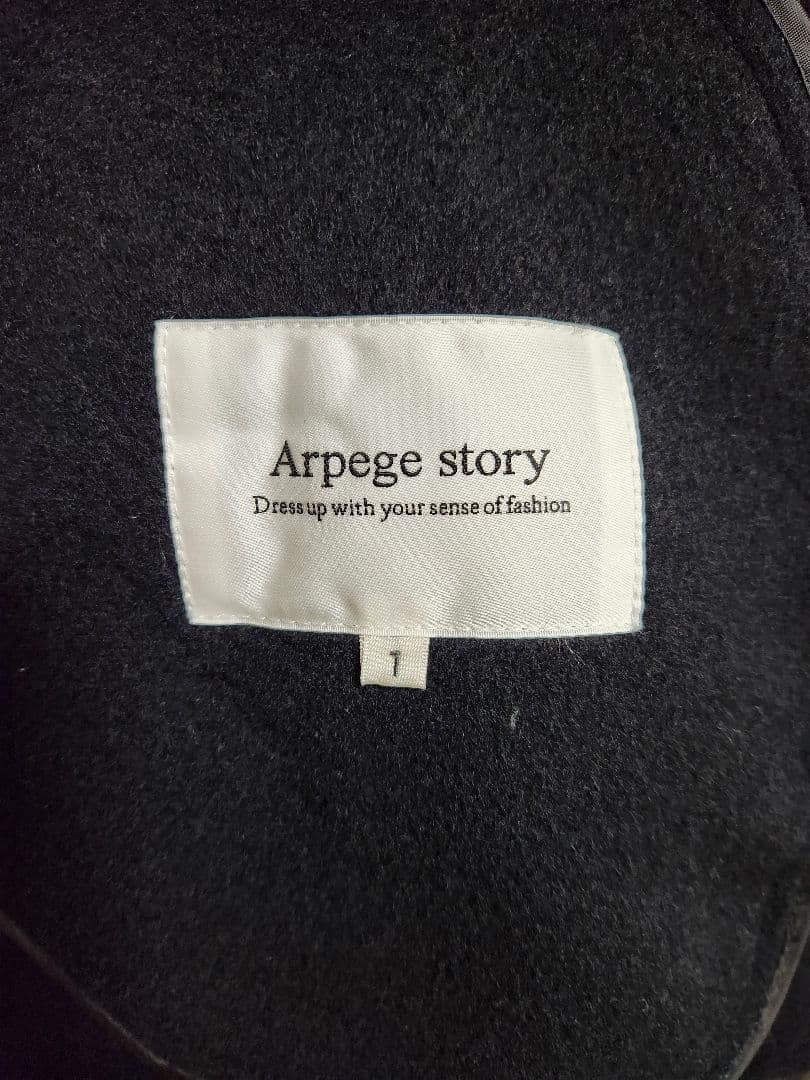 Arpege story
Dress up with your sense of fashion
1